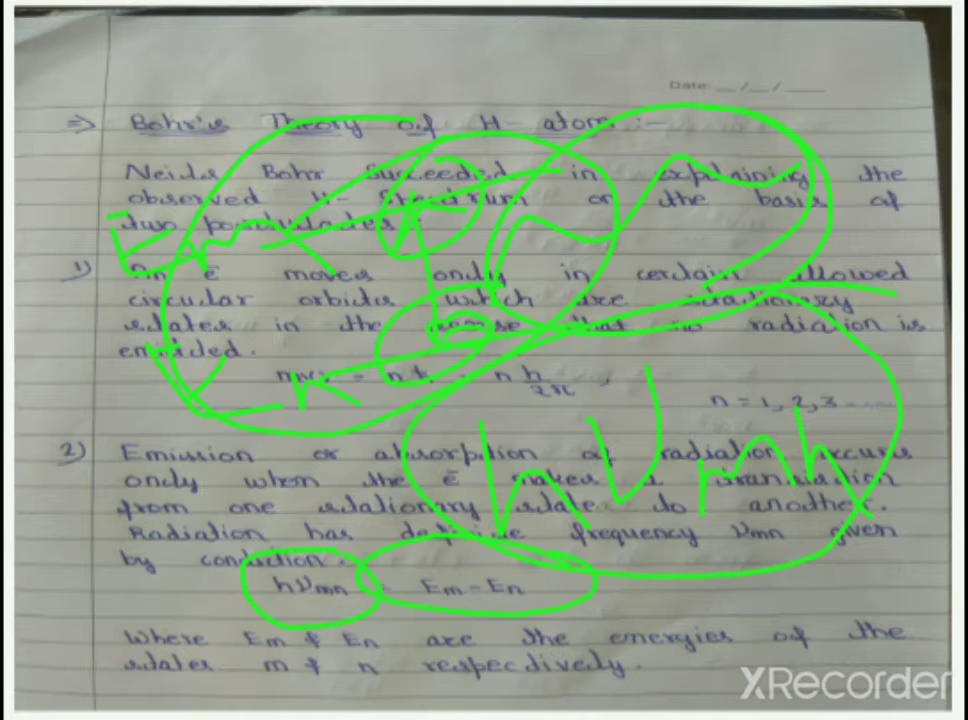 Date: __/__/____
⇒ Bohr's Theory of H-atom :-
Neils Bohr succeeded in explaining the
observed H- Spectrum on the basis of
two postulates
1) An e̅ moves only in certain allowed
circular orbits which are stationary
states in the sense that no radiation is
emitted.
= nħ = n h/2π , n = 1, 2, 3 ....
2) Emission or absorption of radiation occurs
only when the e̅ makes a transition
from one stationary state to another.
Radiation has definite frequency νmn given
by condition.
hνmn = Em - En
Where Em & En are the energies of the
states m & n respectively.
hνmn
XRecorder